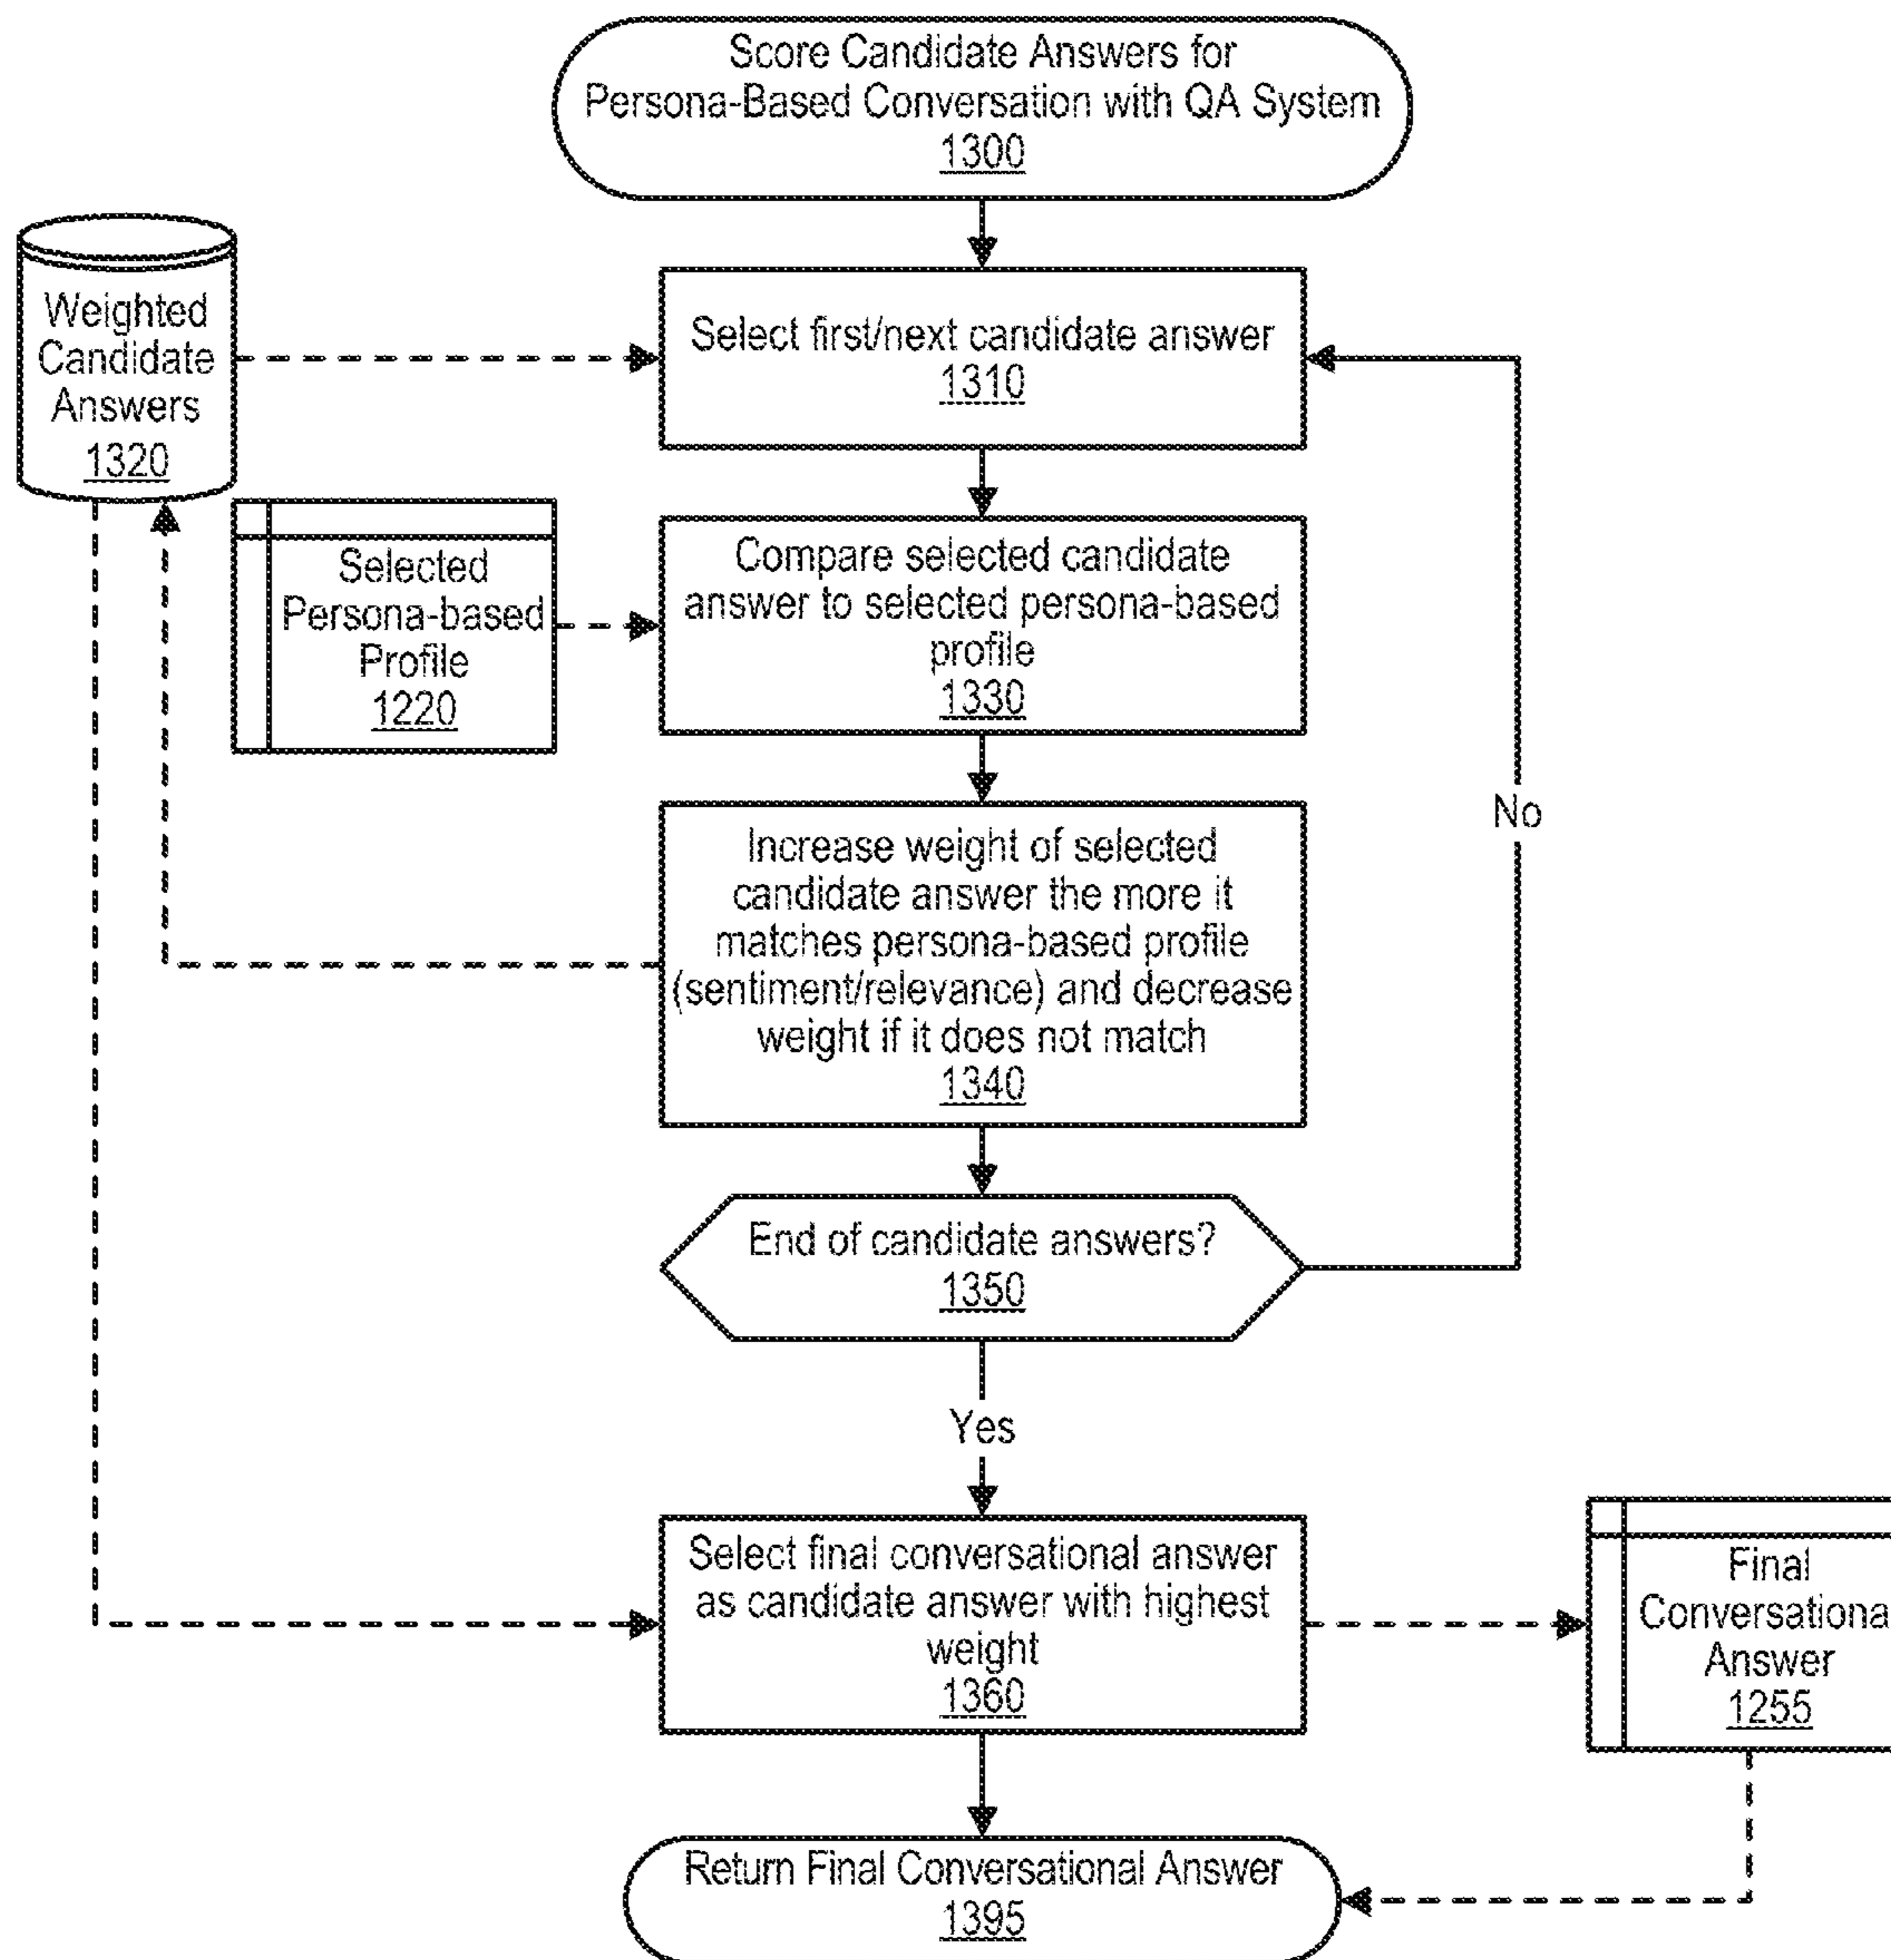 Score Candidate Answers for
Persona-Based Conversation with QA System
1300
Weighted
Candidate
Answers
1320
Select first/next candidate answer
1310
Selected
Persona-based
Profile
1220
Compare selected candidate
answer to selected persona-based
profile
1330
No
Increase weight of selected
candidate answer the more it
matches persona-based profile
(sentiment/relevance) and decrease
weight if it does not match
1340
End of candidate answers?
1350
Yes
Select final conversational answer
as candidate answer with highest
weight
1360
Final
Conversationa
Answer
1255
Return Final Conversational Answer
1395